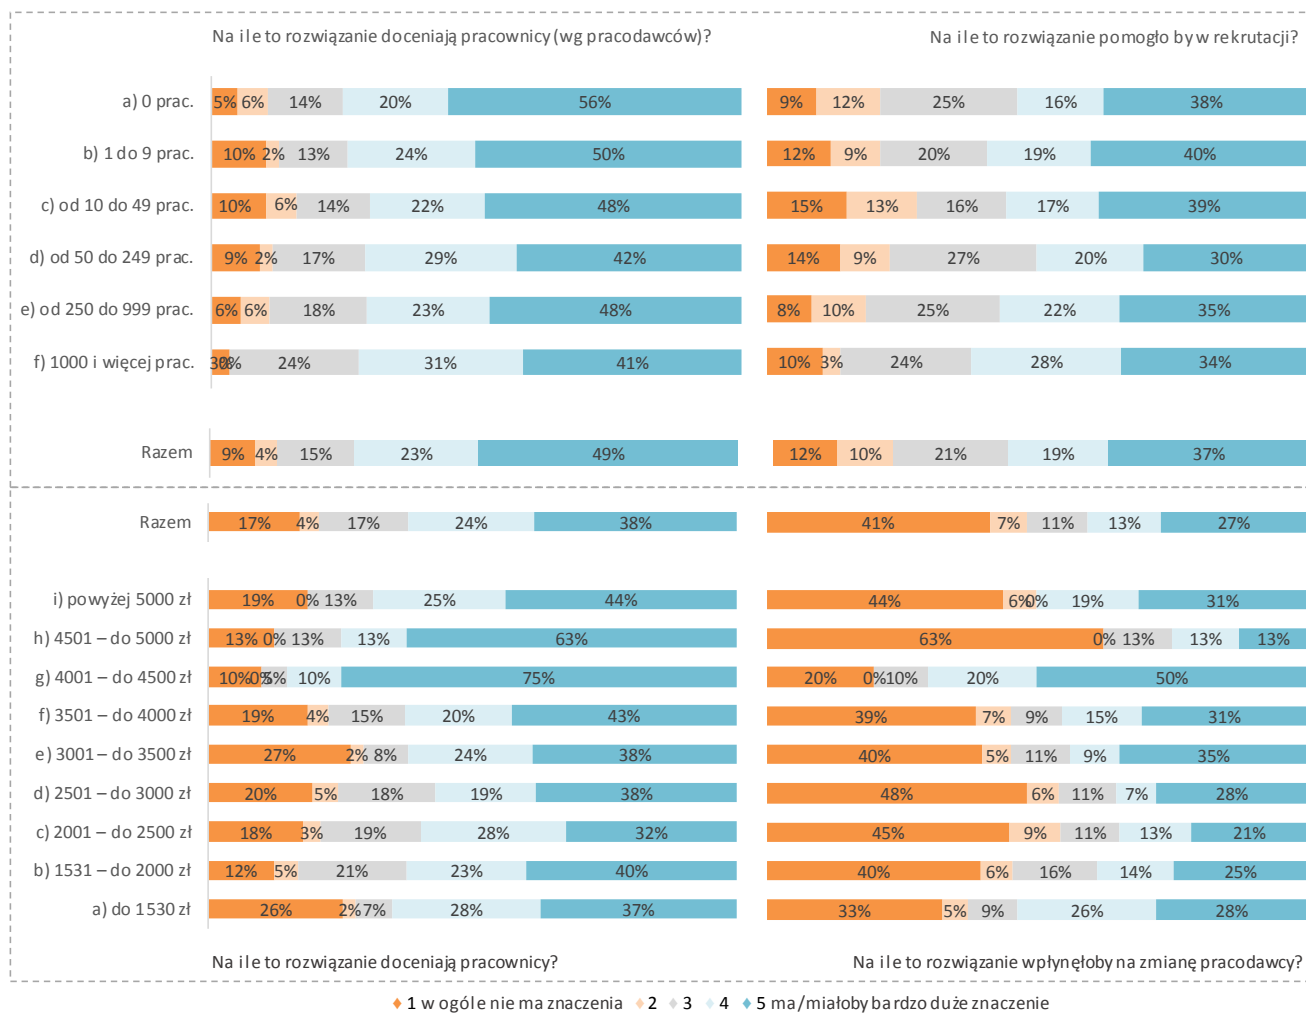 Na ile to rozwiązanie doceniają pracownicy (wg pracodawców)? Na ile to rozwiązanie pomogło by w rekrutacji?
a) 0 prac. 5% 6% 14% 20% 56% 9% 12% 25% 16% 38%
b) 1 do 9 prac. 10% 2% 13% 24% 50% 12% 9% 20% 19% 40%
c) od 10 do 49 prac. 10% 6% 14% 22% 48% 15% 13% 16% 17% 39%
d) od 50 do 249 prac. 9% 2% 17% 29% 42% 14% 9% 27% 20% 30%
e) od 250 do 999 prac. 6% 6% 18% 23% 48% 8% 10% 25% 22% 35%
f) 1000 i więcej prac. 3% 0% 24% 31% 41% 10% 3% 24% 28% 34%
Razem 9% 4% 15% 23% 49% 12% 10% 21% 19% 37%
Razem 17% 4% 17% 24% 38% 41% 7% 11% 13% 27%
i) powyżej 5000 zł 19% 0% 13% 25% 44% 44% 6% 0% 19% 31%
h) 4501 – do 5000 zł 13% 0% 13% 13% 63% 63% 0% 13% 13% 13%
g) 4001 – do 4500 zł 10% 0% 5% 10% 75% 20% 0% 10% 20% 50%
f) 3501 – do 4000 zł 19% 4% 15% 20% 43% 39% 7% 9% 15% 31%
e) 3001 – do 3500 zł 27% 2% 8% 24% 38% 40% 5% 11% 9% 35%
d) 2501 – do 3000 zł 20% 5% 18% 19% 38% 48% 6% 11% 7% 28%
c) 2001 – do 2500 zł 18% 3% 19% 28% 32% 45% 9% 11% 13% 21%
b) 1531 – do 2000 zł 12% 5% 21% 23% 40% 40% 6% 16% 14% 25%
a) do 1530 zł 26% 2% 7% 28% 37% 33% 5% 9% 26% 28%
Na ile to rozwiązanie doceniają pracownicy? Na ile to rozwiązanie wpłynęłoby na zmianę pracodawcy?
1 w ogóle nie ma znaczenia 2 3 4 5 ma/miałoby bardzo duże znaczenie